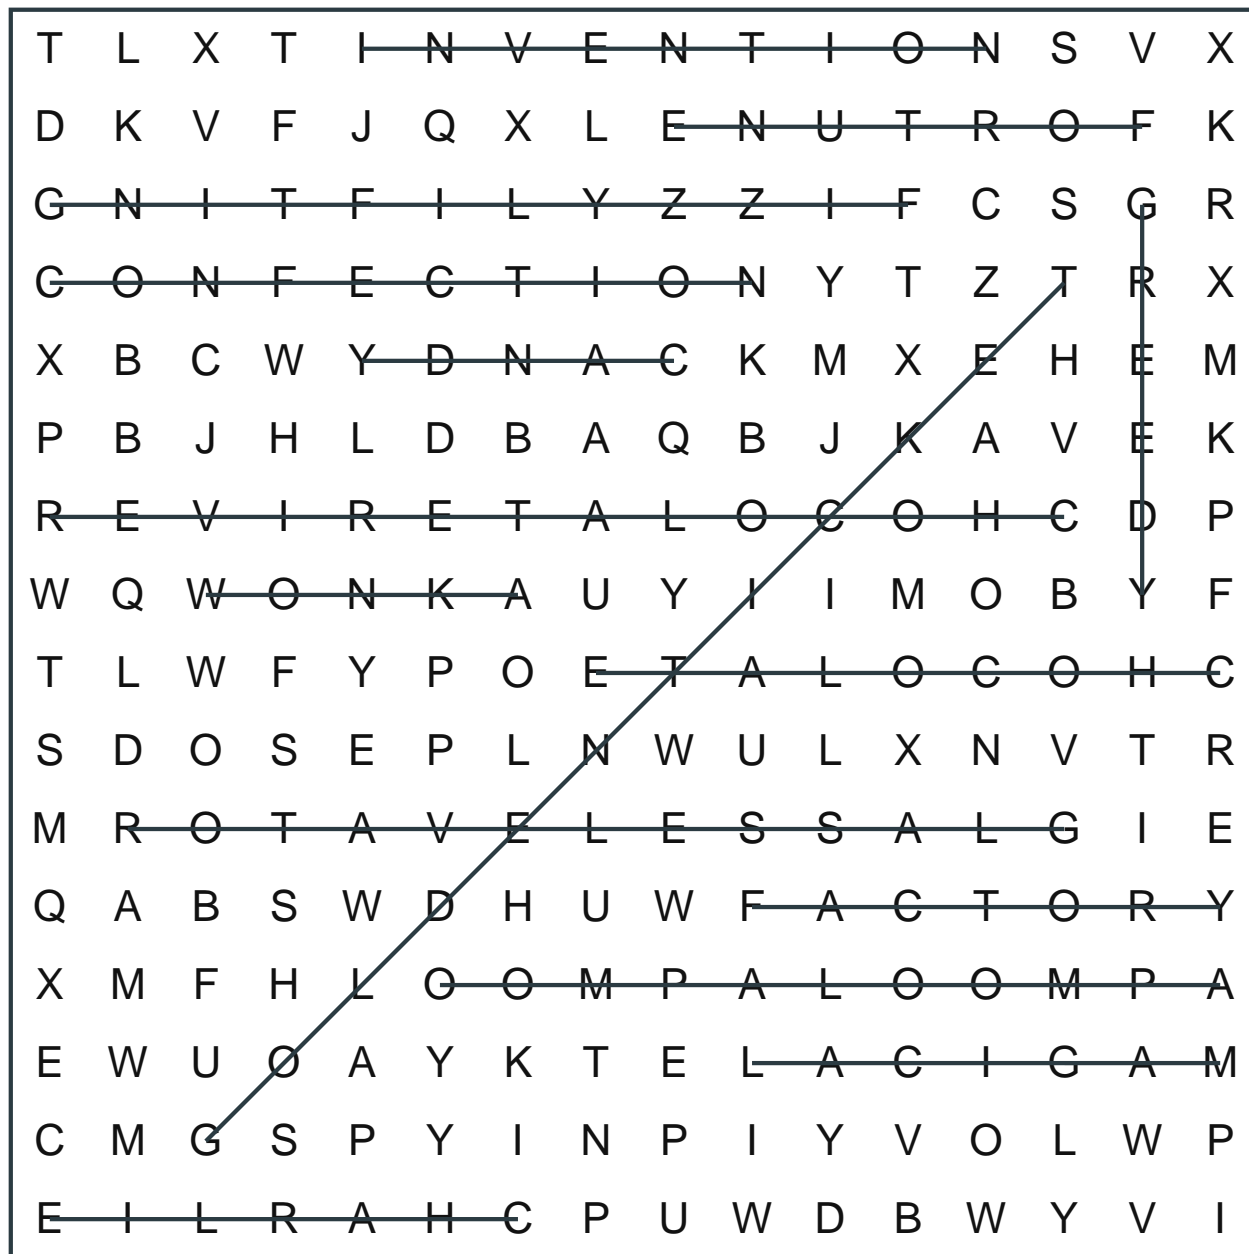 T L X T I N V E N T I O N S V X
D K V F J Q X L E N U T R O F K
G N I T F I L Y Z Z I F C S G R
C O N F E C T I O N Y T Z T R X
X B C W Y D N A C K M X E H E M
P B J H L D B A Q B J K A V E K
R E V I R E T A L O C O H C D P
W Q W O N K A U Y I I M O B Y F
T L W F Y P O E T A L O C O H C
S D O S E P L N W U L X N V T R
M R O T A V E L E S S A L G I E
Q A B S W D H U W F A C T O R Y
X M F H L O O M P A L O O M P A
E W U O A Y K T E L A C I G A M
C M G S P Y I N P I Y V O L W P
E I L R A H C P U W D B W Y V I